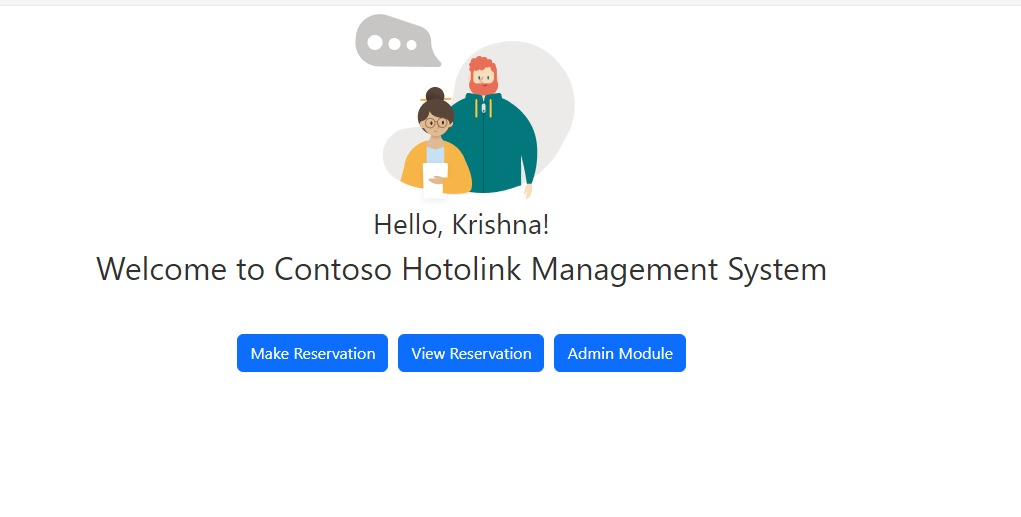 Hello, Krishna!
Welcome to Contoso Hotolink Management System
Make Reservation View Reservation Admin Module